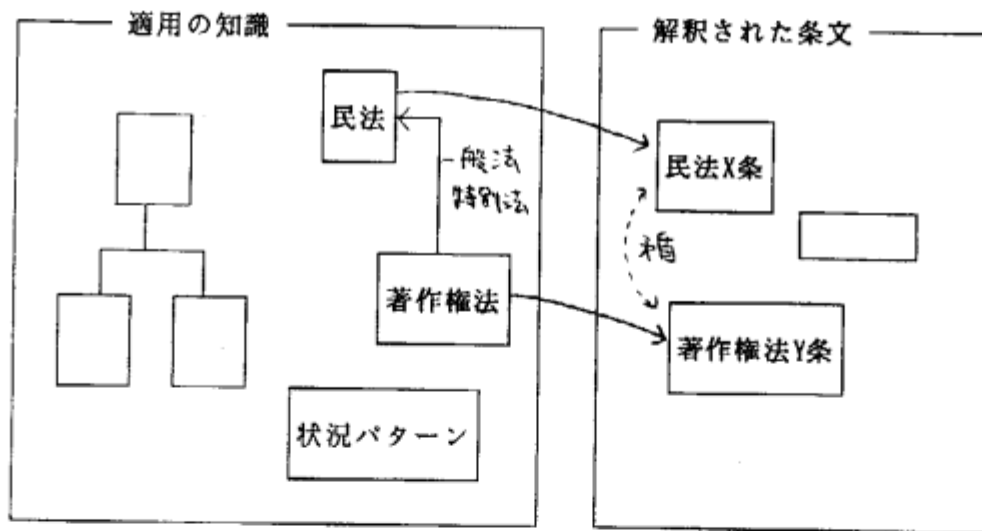 適用の知識
解釈された条文
民法
一般法
特別法
著作権法
状況パターン
民法X条
矛盾
著作権法Y条